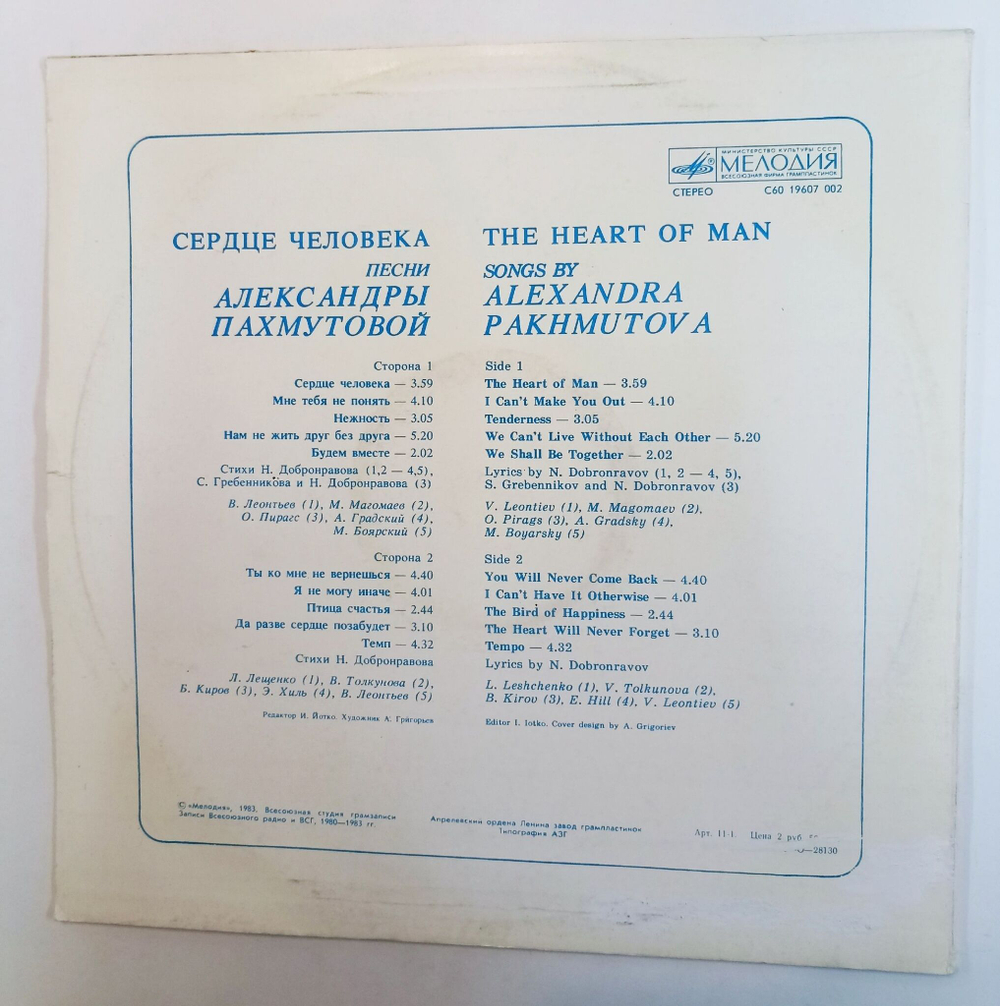 МИНИСТЕРСТВО КУЛЬТУРЫ СССР
МЕЛОДИЯ
ВСЕСОЮЗНАЯ ФИРМА ГРАМПЛАСТИНОК
СТЕРЕО С60 19607 002
СЕРДЦЕ ЧЕЛОВЕКА
ПЕСНИ
АЛЕКСАНДРЫ
ПАХМУТОВОЙ
Сторона 1
Сердце человека — 3.59
Мне тебя не понять — 4.10
Нежность — 3.05
Нам не жить друг без друга — 5.20
Будем вместе — 2.02
Стихи Н. Добронравова (1,2 — 4,5),
С. Гребенникова и Н. Добронравова (3)
В. Леонтьев (1), М. Магомаев (2),
О. Пирагс (3), А. Градский (4),
М. Боярский (5)
Сторона 2
Ты ко мне не вернешься — 4.40
Я не могу иначе — 4.01
Птица счастья — 2.44
Да разве сердце позабудет — 3.10
Темп — 4.32
Стихи Н. Добронравова
Л. Лещенко (1), В. Толкунова (2),
Б. Киров (3), Э. Хиль (4), В. Леонтьев (5)
Редактор И. Йотко. Художник А. Григорьев
THE HEART OF MAN
SONGS BY
ALEXANDRA
PAKHMUTOVA
Side 1
The Heart of Man — 3.59
I Can't Make You Out — 4.10
Tenderness — 3.05
We Can't Live Without Each Other — 5.20
We Shall Be Together — 2.02
Lyrics by N. Dobronravov (1, 2 — 4, 5),
S. Grebennikov and N. Dobronravov (3)
V. Leontiev (1), M. Magomaev (2),
O. Pirags (3), A. Gradsky (4),
M. Boyarsky (5)
Side 2
You Will Never Come Back — 4.40
I Can't Have It Otherwise — 4.01
The Bird of Happiness — 2.44
The Heart Will Never Forget — 3.10
Tempo — 4.32
Lyrics by N. Dobronravov
L. Leshchenko (1), V. Tolkunova (2),
B. Kirov (3), E. Hill (4), V. Leontiev (5)
Editor I. Iotko. Cover design by A. Grigoriev
© «Мелодия», 1983. Всесоюзная студия грамзаписи
Записи Всесоюзного радио и ВСГ, 1980—1983 гг.
Апрелевский ордена Ленина завод грампластинок
Типография АЗГ
Арт. 11-1. Цена 2 руб.
—28130